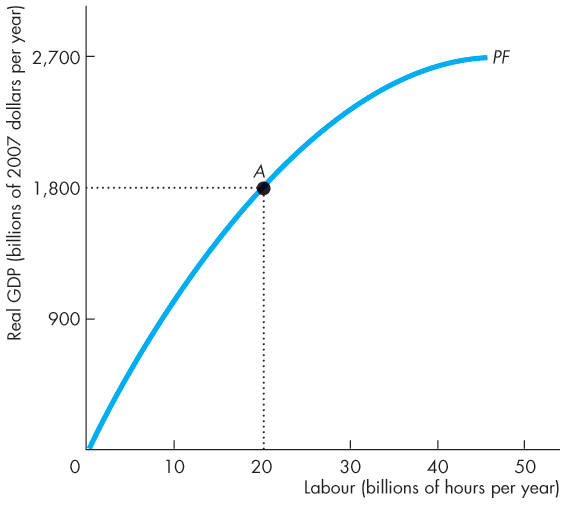 Real GDP (billions of 2007 dollars per year)
2,700
PF
A
1,800
900
0
10
20
30
40
50
Labour (billions of hours per year)